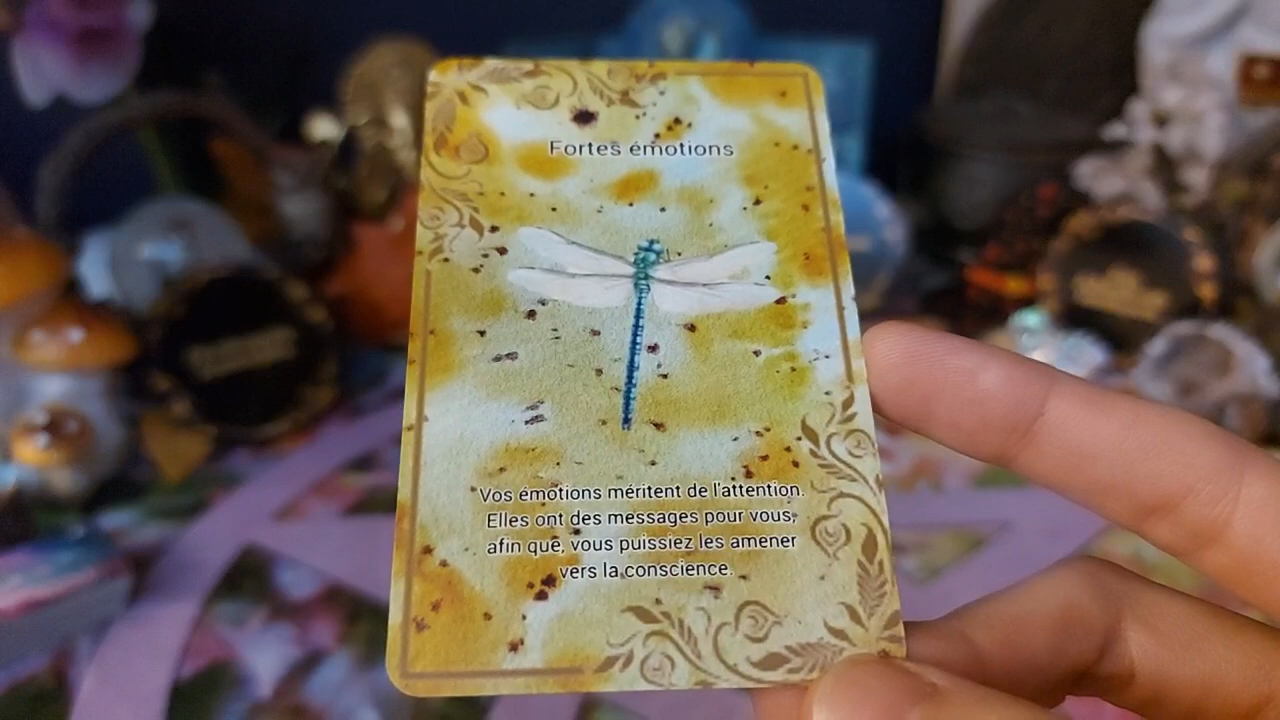 Fortes émotions
Vos émotions méritent de l'attention.
Elles ont des messages pour vous,
afin que, vous puissiez les amener
vers la conscience.